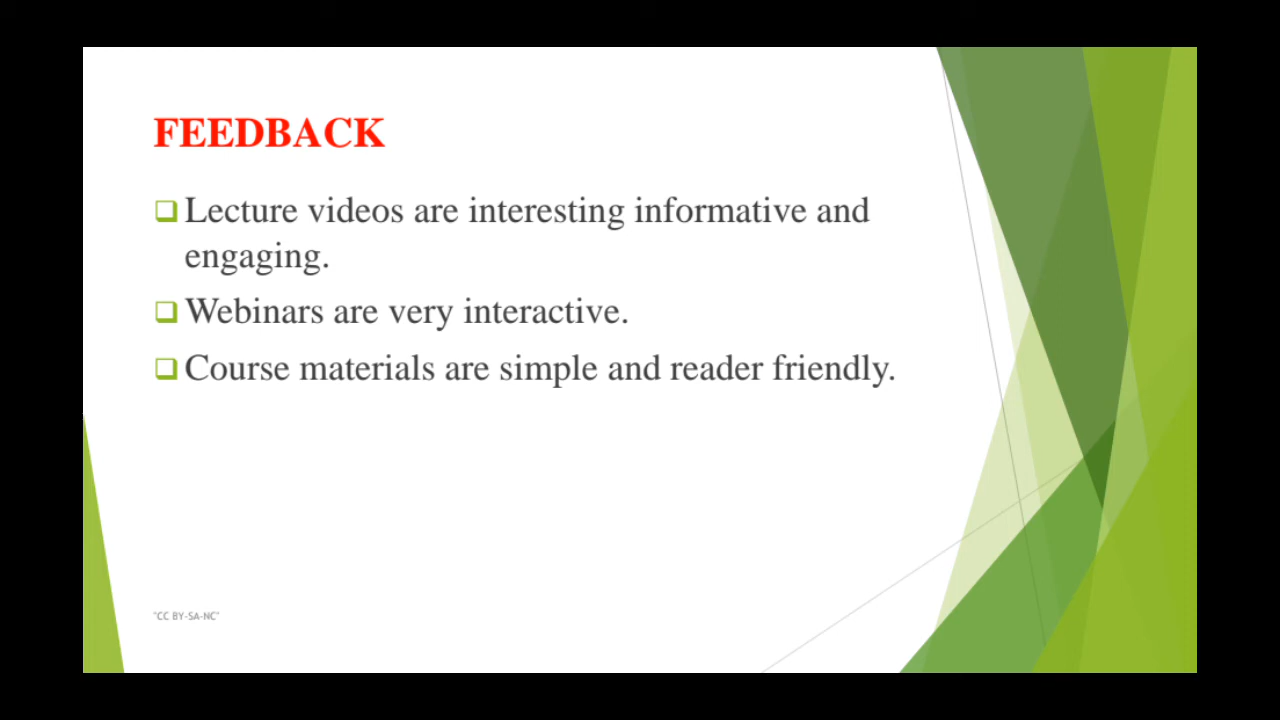 FEEDBACK
Lecture videos are interesting informative and
engaging.
Webinars are very interactive.
Course materials are simple and reader friendly.
"CC BY-SA-NC"